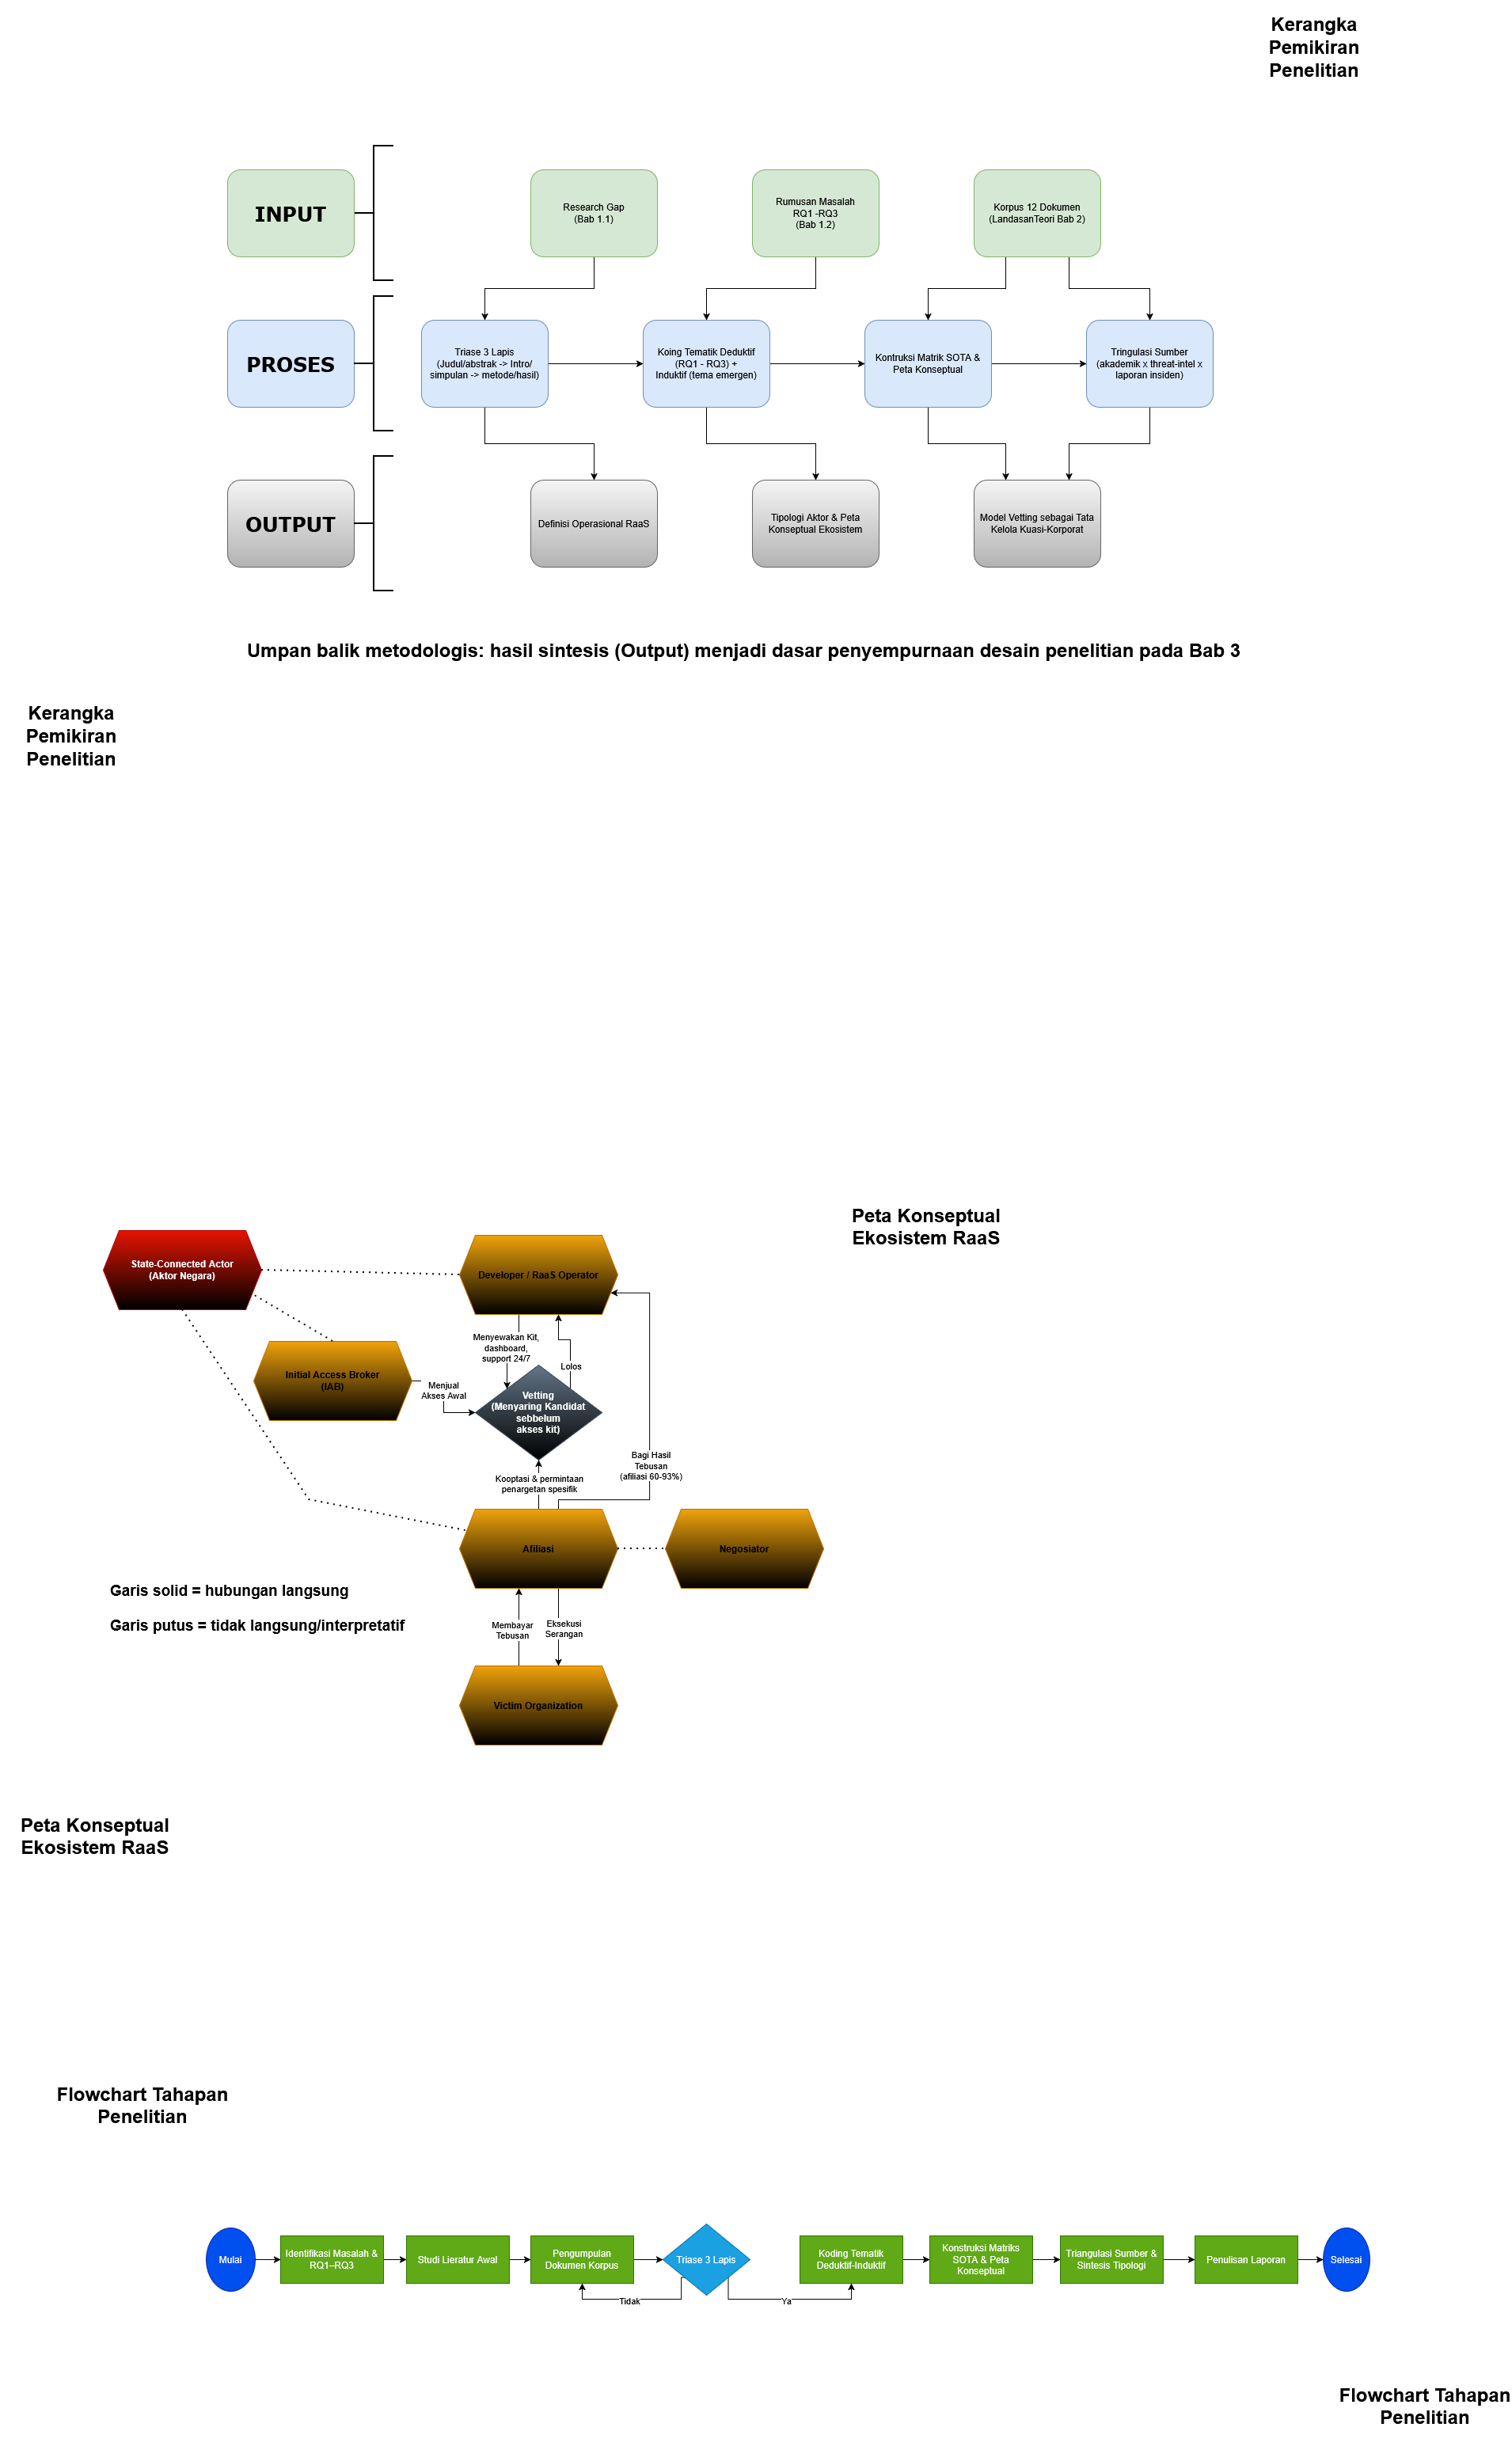 Kerangka
Pemikiran
Penelitian
INPUT
Research Gap
(Bab 1.1)
Rumusan Masalah
RQ1 -RQ3
(Bab 1.2)
Korpus 12 Dokumen
(LandasanTeori Bab 2)
PROSES
Triase 3 Lapis
(Judul/abstrak -> Intro/
simpulan -> metode/hasil)
Koing Tematik Deduktif
(RQ1 - RQ3) +
Induktif (tema emergen)
Kontruksi Matrik SOTA &
Peta Konseptual
Tringulasi Sumber
(akademik x threat-intel x
laporan insiden)
OUTPUT
Definisi Operasional RaaS
Tipologi Aktor & Peta
Konseptual Ekosistem
Model Vetting sebagai Tata
Kelola Kuasi-Korporat
Umpan balik metodologis: hasil sintesis (Output) menjadi dasar penyempurnaan desain penelitian pada Bab 3
Kerangka
Pemikiran
Penelitian
Peta Konseptual
Ekosistem RaaS
State-Connected Actor
(Aktor Negara)
Developer / RaaS Operator
Menyewakan Kit,
dashboard,
support 24/7
Lolos
Initial Access Broker
(IAB)
Menjual
Akses Awal
Vetting
(Menyaring Kandidat
sebbelum
akses kit)
Bagi Hasil
Tebusan
(afiliasi 60-93%)
Kooptasi & permintaan
penargetan spesifik
Afiliasi
Negosiator
Garis solid = hubungan langsung
Garis putus = tidak langsung/interpretatif
Membayar
Tebusan
Eksekusi
Serangan
Victim Organization
Peta Konseptual
Ekosistem RaaS
Flowchart Tahapan
Penelitian
Mulai
Identifikasi Masalah &
RQ1–RQ3
Studi Lieratur Awal
Pengumpulan
Dokumen Korpus
Triase 3 Lapis
Koding Tematik
Deduktif-Induktif
Konstruksi Matriks
SOTA & Peta
Konseptual
Triangulasi Sumber &
Sintesis Tipologi
Penulisan Laporan
Selesai
Tidak
Ya
Flowchart Tahapan
Penelitian